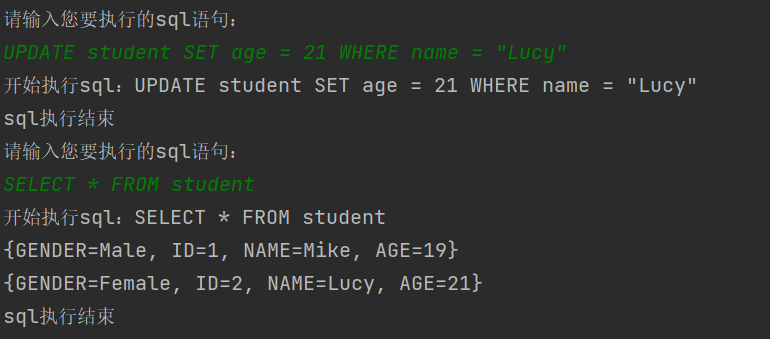 请输入您要执行的sql语句：
UPDATE student SET age = 21 WHERE name = "Lucy"
开始执行sql：UPDATE student SET age = 21 WHERE name = "Lucy"
sql执行结束
请输入您要执行的sql语句：
SELECT * FROM student
开始执行sql：SELECT * FROM student
{GENDER=Male, ID=1, NAME=Mike, AGE=19}
{GENDER=Female, ID=2, NAME=Lucy, AGE=21}
sql执行结束